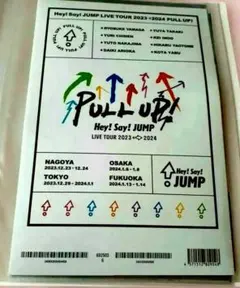 Hey! Say! JUMP LIVE TOUR 2023→2024 PULL UP!
• RYOSUKE YAMADA
• YURI CHINEN
• YUTO NAKAJIMA
• DAIKI ARIOKA
• YUYA TAKAKI
• KEI INOO
• HIKARU YAOTOME
• KOTA YABU
PULL UP!
Hey! Say! JUMP
LIVE TOUR 2023 → 2024
NAGOYA
2023.12.23 - 12.24
OSAKA
2024.1.6 - 1.8
TOKYO
2023.12.29 - 2024.1.1
FUKUOKA
2024.1.13 - 1.14
Hey! Say!
JUMP